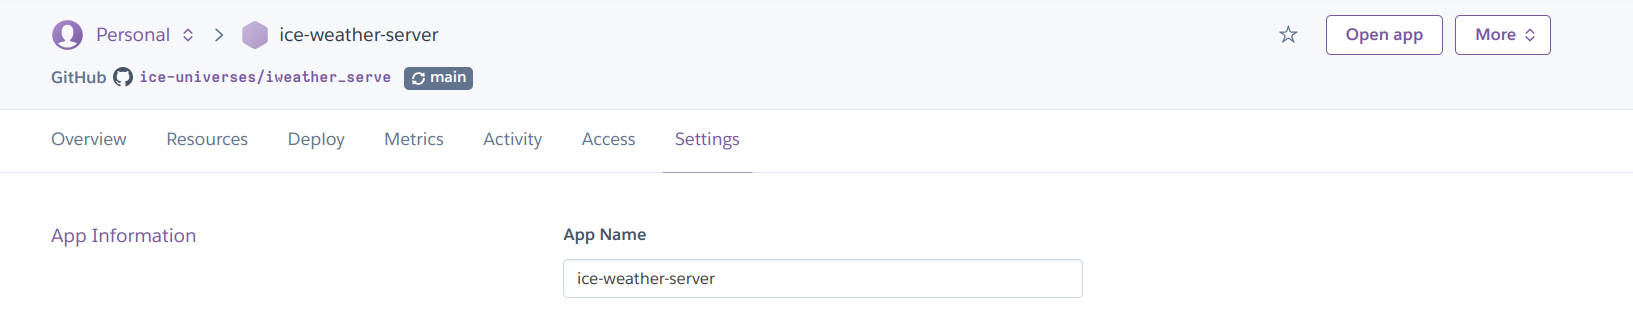 Personal ice-weather-server Open app More
GitHub ice-universes/iweather_serve main
Overview Resources Deploy Metrics Activity Access Settings
App Information App Name
ice-weather-server